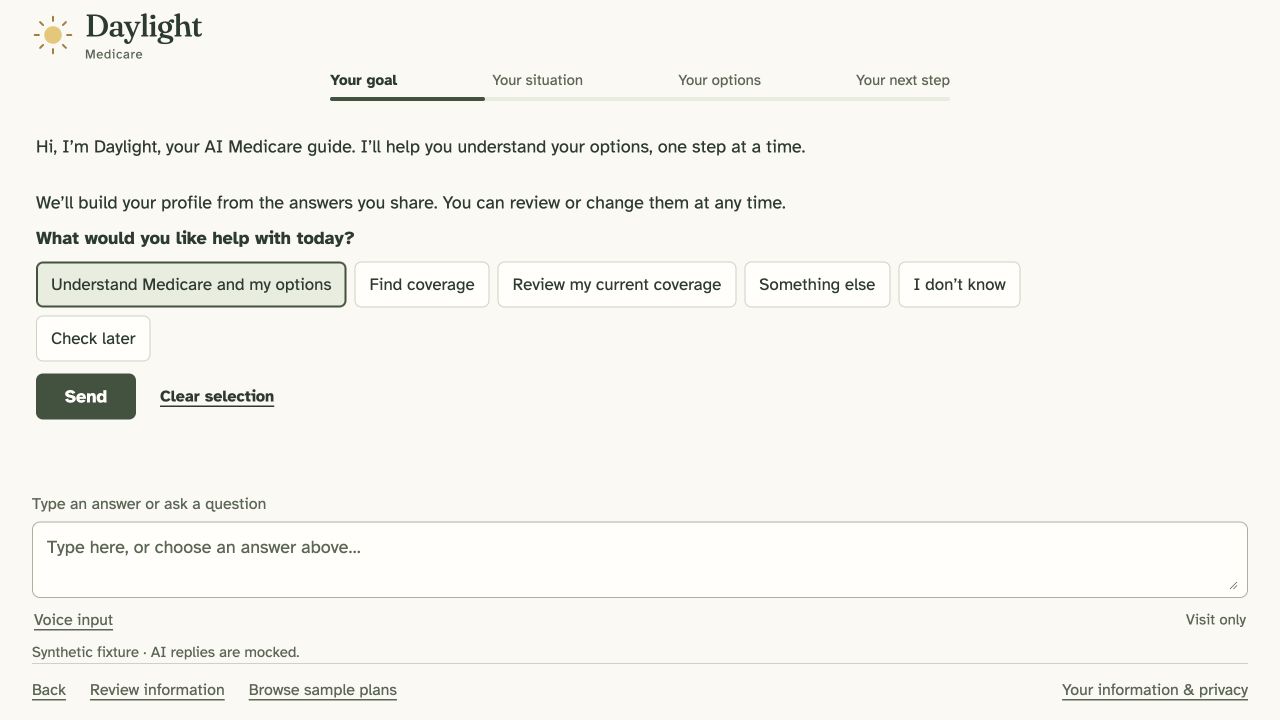 Daylight
Medicare
Your goal
Your situation
Your options
Your next step
Hi, I’m Daylight, your AI Medicare guide. I’ll help you understand your options, one step at a time.
We’ll build your profile from the answers you share. You can review or change them at any time.
What would you like help with today?
Understand Medicare and my options
Find coverage
Review my current coverage
Something else
I don’t know
Check later
Send
Clear selection
Type an answer or ask a question
Type here, or choose an answer above…
Voice input
Visit only
Synthetic fixture · AI replies are mocked.
Back
Review information
Browse sample plans
Your information & privacy